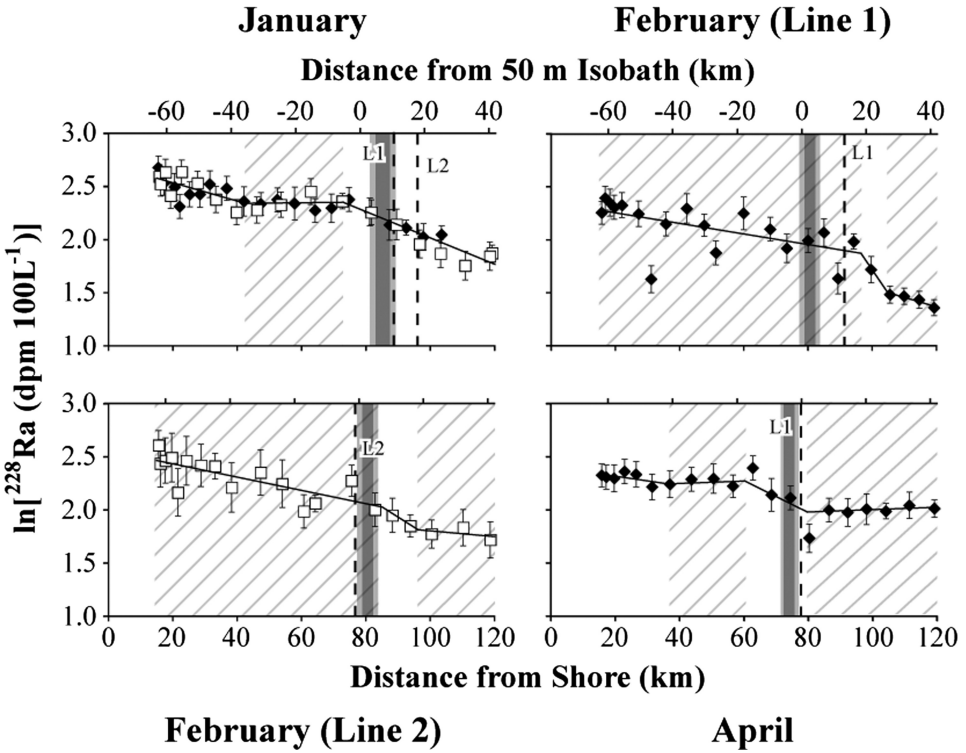 January
February (Line 1)
Distance from 50 m Isobath (km)
-60 -40 -20 0 20 40
-60 -40 -20 0 20 40
3.0
2.5
2.0
1.5
1.0
L1
L2
L1
ln[²²⁸Ra (dpm 100L⁻¹)]
3.0
2.5
2.0
1.5
1.0
L2
L1
0 20 40 60 80 100 120
0 20 40 60 80 100 120
Distance from Shore (km)
February (Line 2)
April